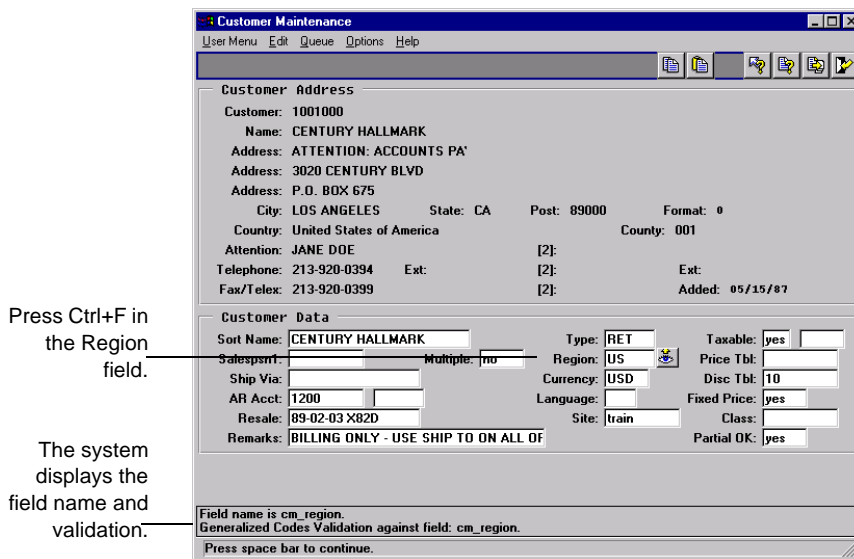 Customer Maintenance
User Menu Edit Queue Options Help
Customer Address
Customer: 1001000
Name: CENTURY HALLMARK
Address: ATTENTION: ACCOUNTS PA'
Address: 3020 CENTURY BLVD
Address: P.O. BOX 675
City: LOS ANGELES State: CA Post: 89000 Format: 0
Country: United States of America County: 001
Attention: JANE DOE [2]:
Telephone: 213-920-0394 Ext: [2]: Ext:
Fax/Telex: 213-920-0399 [2]: Added: 05/15/87
Press Ctrl+F in
the Region
field.
Customer Data
Sort Name: CENTURY HALLMARK Type: RET Taxable: yes
Salespsn1: Multiple: no Region: US Price Tbl:
Ship Via: Currency: USD Disc Tbl: 10
AR Acct: 1200 Language: Fixed Price: yes
Resale: 89-02-03 X82D Site: train Class:
Remarks: BILLING ONLY - USE SHIP TO ON ALL OF Partial OK: yes
The system
displays the
field name and
validation.
Field name is cm_region.
Generalized Codes Validation against field: cm_region.
Press space bar to continue.